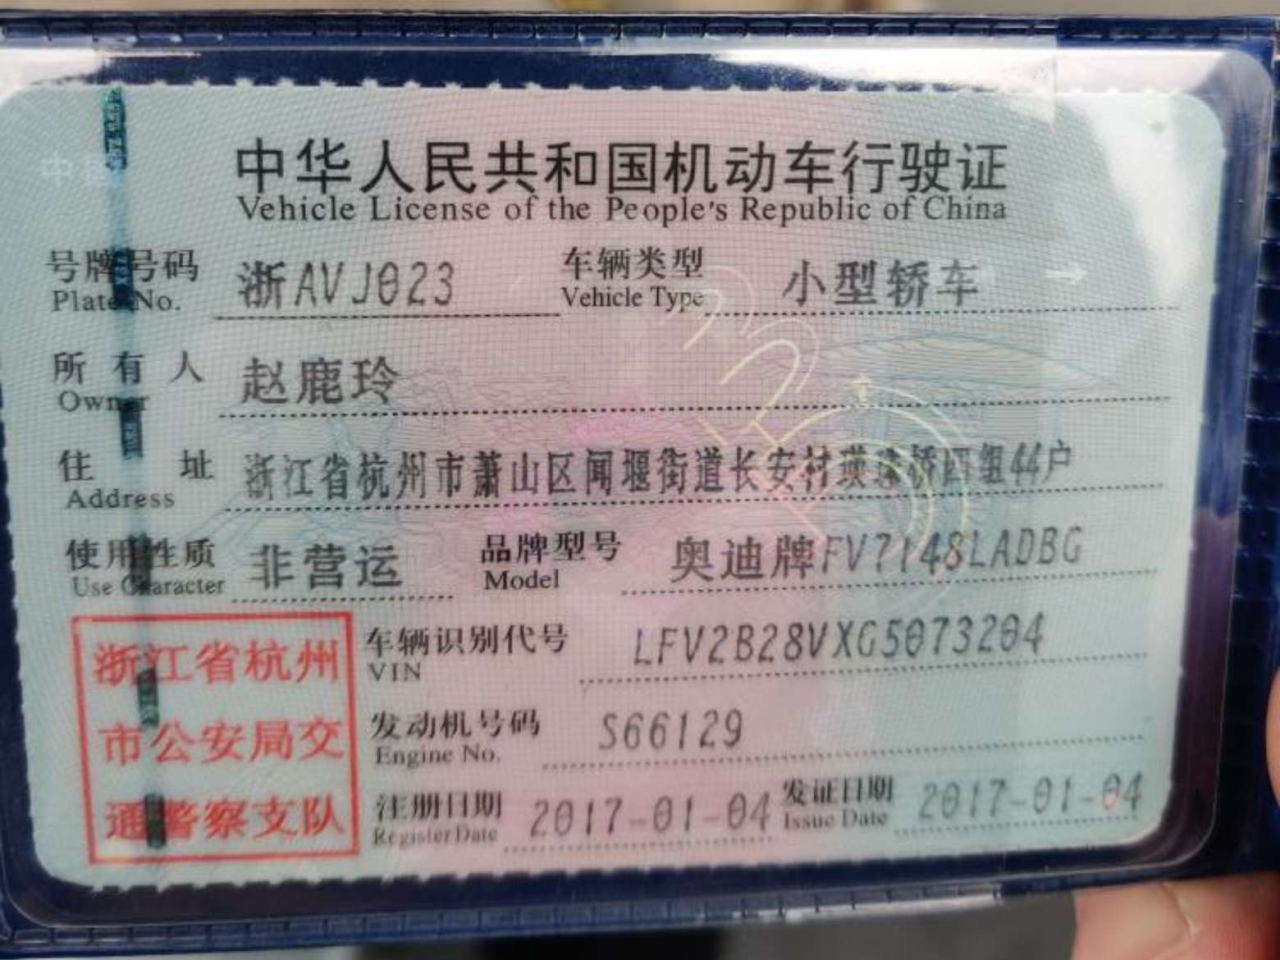 中华人民共和国机动车行驶证
Vehicle License of the People's Republic of China
号牌号码 浙AVJ023 车辆类型 小型轿车
Plate No. Vehicle Type
所有人 赵鹿玲
Owner
住址 浙江省杭州市萧山区闻堰街道长安村瑛珠桥四组44户
Address
使用性质 非营运 品牌型号 奥迪牌FV7148LADBG
Use Character Model
车辆识别代号 LFV2B28VXG5073204
VIN
发动机号码 S66129
Engine No.
注册日期 2017-01-04 发证日期 2017-01-04
Register Date Issue Date
浙江省杭州
市公安局交
通警察支队